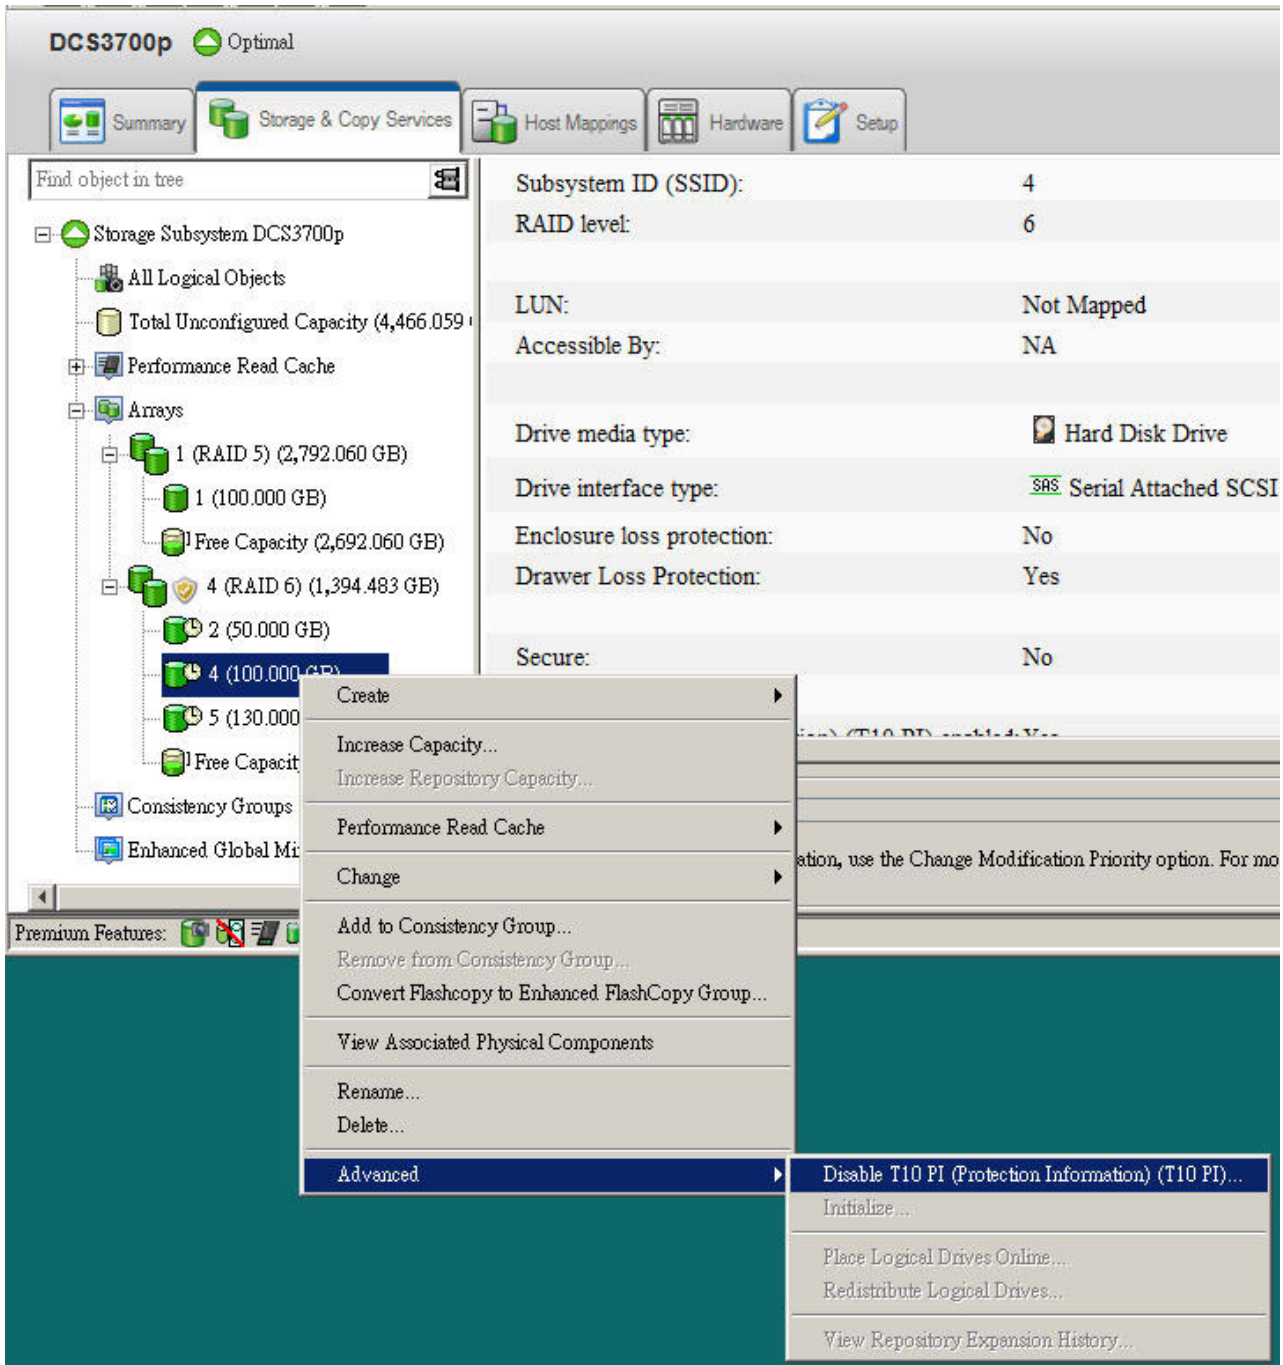 DCS3700p Optimal
Summary
Storage & Copy Services
Host Mappings
Hardware
Setup
Find object in tree
Storage Subsystem DCS3700p
All Logical Objects
Total Unconfigured Capacity (4,466.059
Performance Read Cache
Arrays
1 (RAID 5) (2,792.060 GB)
1 (100.000 GB)
Free Capacity (2,692.060 GB)
4 (RAID 6) (1,394.483 GB)
2 (50.000 GB)
4 (100.000 GB)
5 (130.000
Free Capacit
Consistency Groups
Enhanced Global Mi
Premium Features:
Subsystem ID (SSID): 4
RAID level: 6
LUN: Not Mapped
Accessible By: NA
Drive media type: Hard Disk Drive
Drive interface type: SAS Serial Attached SCSI
Enclosure loss protection: No
Drawer Loss Protection: Yes
Secure: No
ion) (T10 PI) enabled: Yes
ation, use the Change Modification Priority option. For mo
Create
Increase Capacity...
Increase Repository Capacity...
Performance Read Cache
Change
Add to Consistency Group...
Remove from Consistency Group...
Convert Flashcopy to Enhanced FlashCopy Group...
View Associated Physical Components
Rename...
Delete...
Advanced
Disable T10 PI (Protection Information) (T10 PI)...
Initialize...
Place Logical Drives Online...
Redistribute Logical Drives...
View Repository Expansion History...